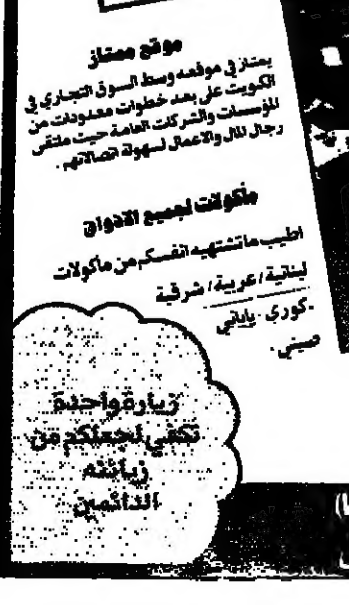 موقع ممتاز
يمتاز في موقعه وسط السوق التجاري في
الكويت على بعد خطوات معدودات من
المؤسسات والشركات العامة حيث ملتقى
رجال المال والاعمال لسهولة اتصالاتهم .
مأكولات لجميع الاذواق
اطيب ماتشتهيه انفسكم من ماكولات
لبنانية / عربية / شرقية
.كوري . ياباني
صيني .
زيارة واحدة
تكفي لجعلكم من
زبائنه
الدائمين